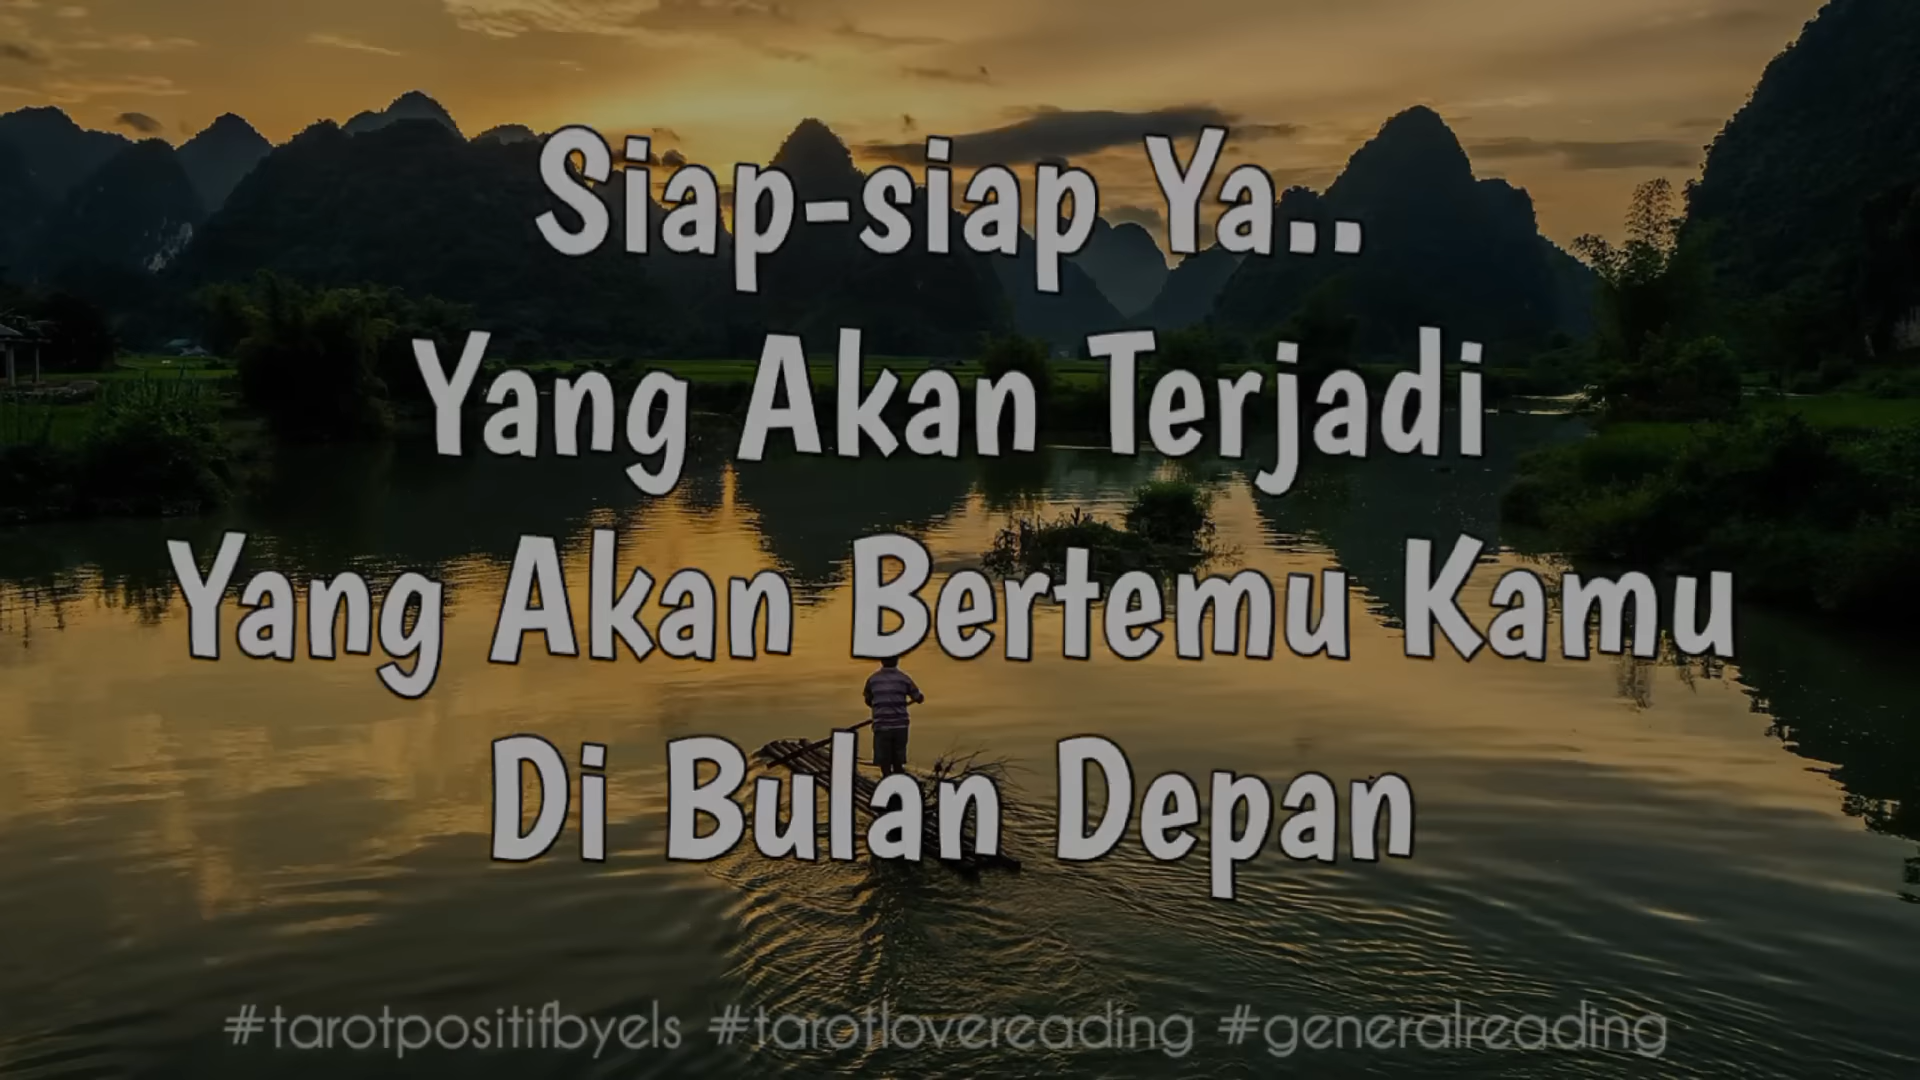 Siap-siap Ya..
Yang Akan Terjadi
Yang Akan Bertemu Kamu
Di Bulan Depan
#tarotpositifbyels #tarotlovereading #generalreading